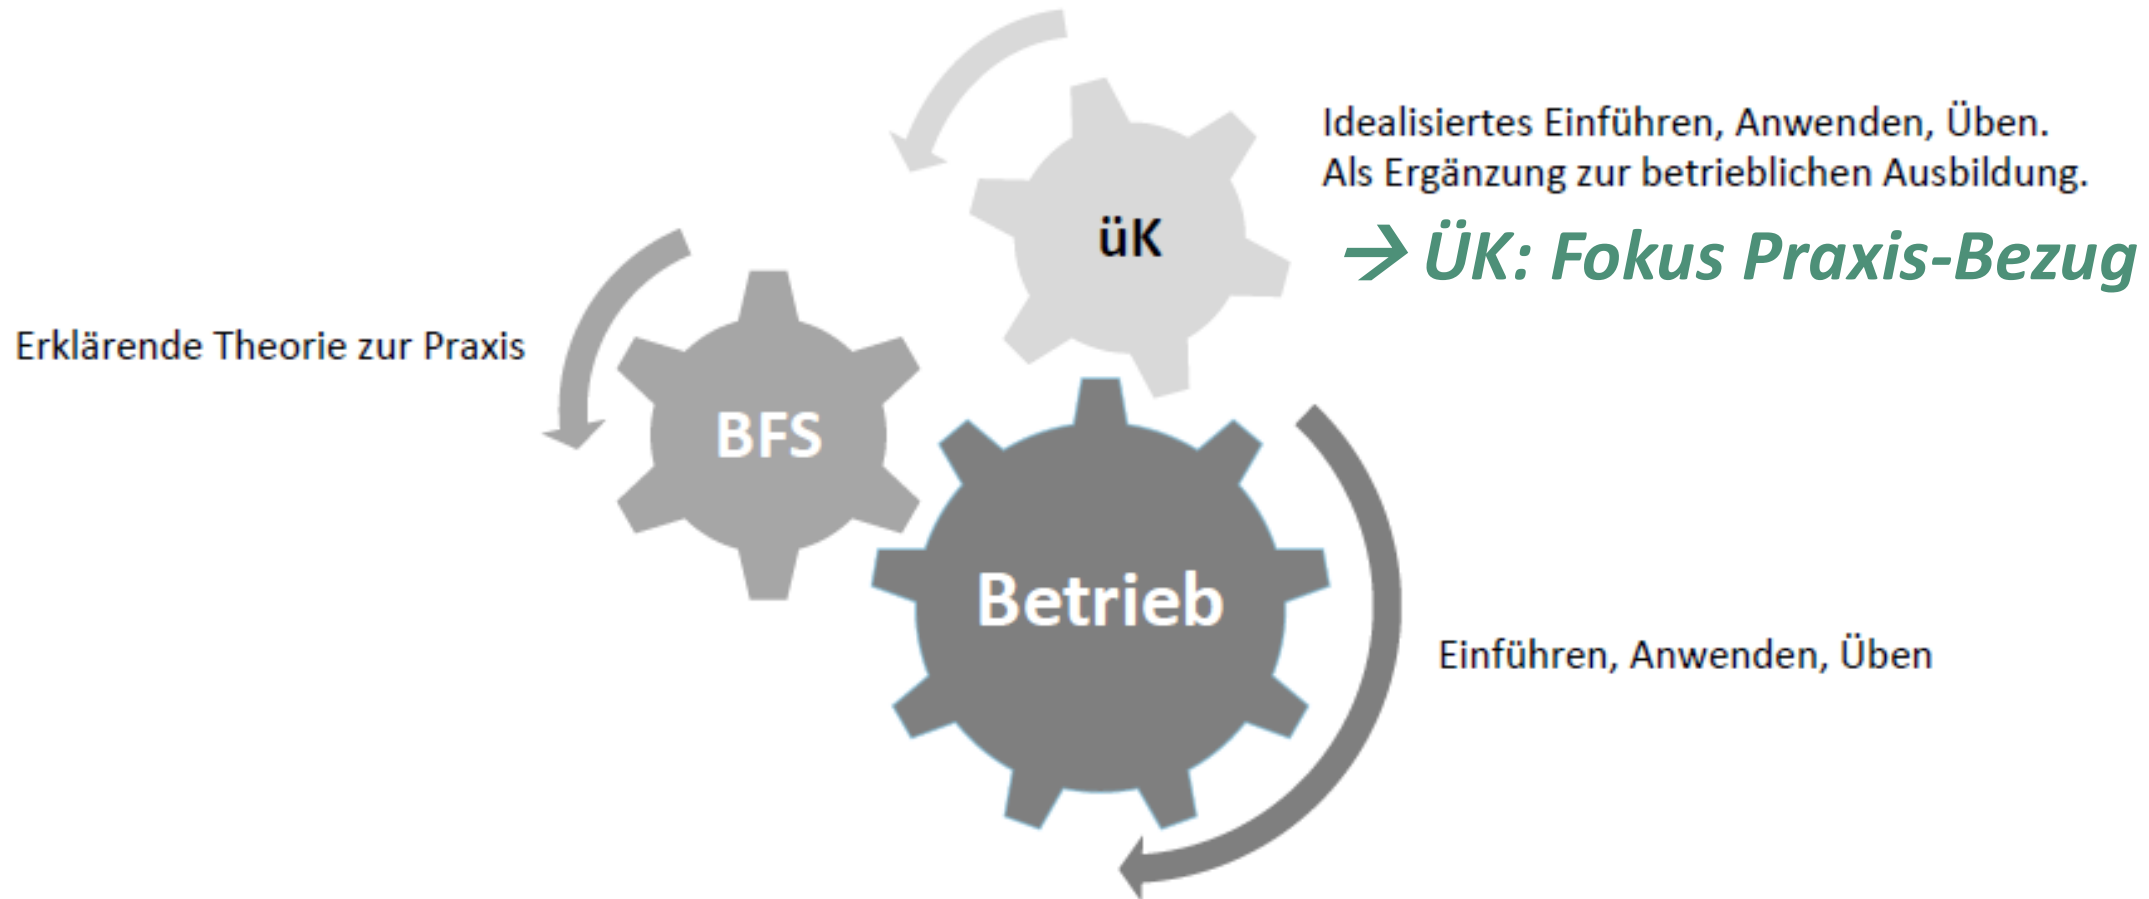 Idealisiertes Einführen, Anwenden, Üben.
Als Ergänzung zur betrieblichen Ausbildung.
üK
→ ÜK: Fokus Praxis-Bezug
Erklärende Theorie zur Praxis
BFS
Betrieb
Einführen, Anwenden, Üben